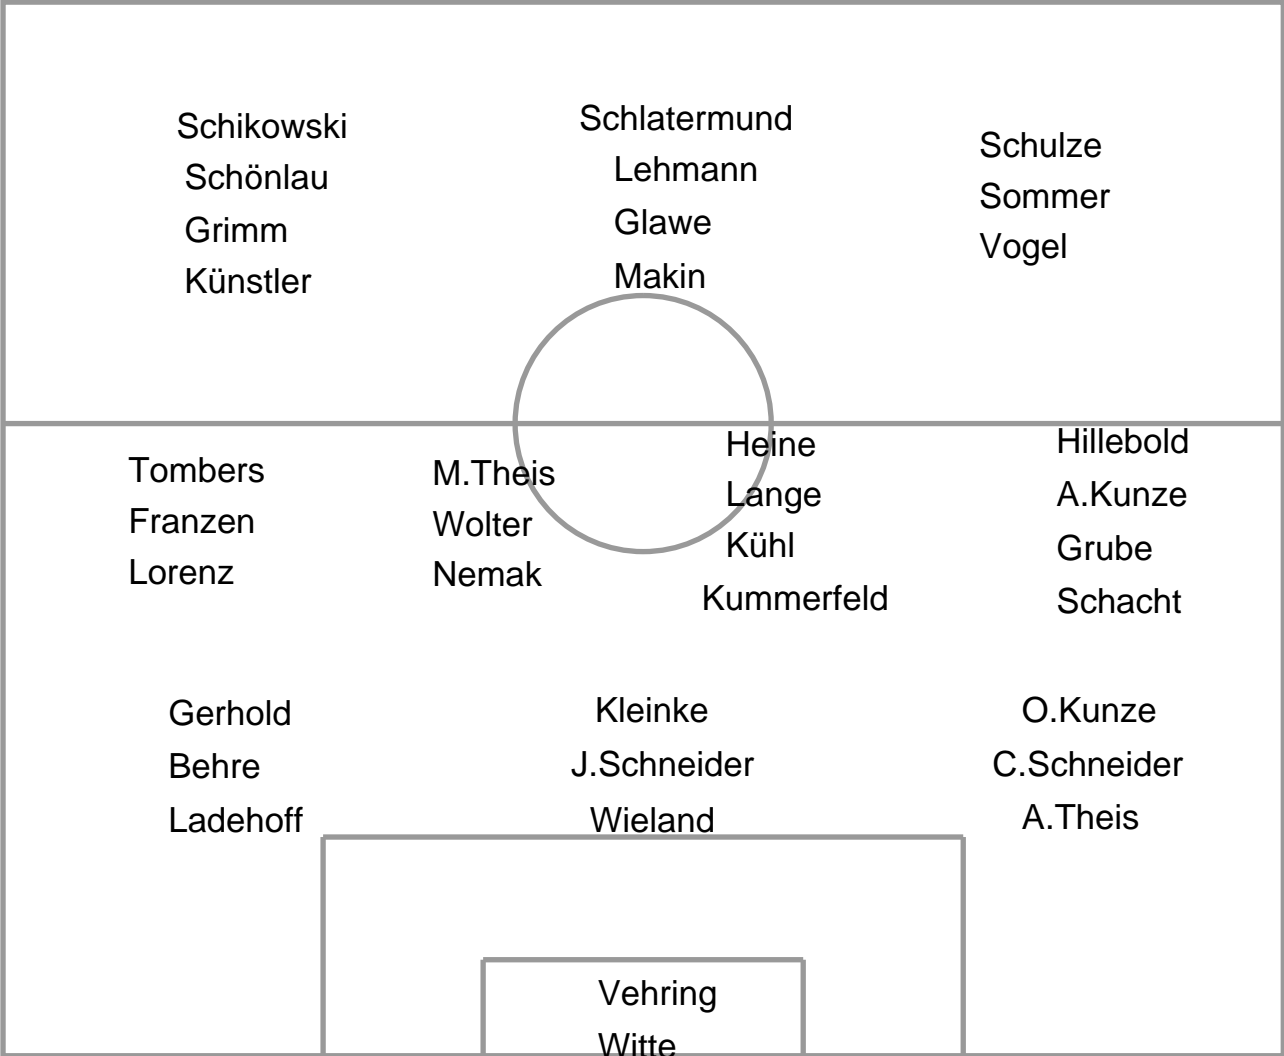 Schikowski
Schönlau
Grimm
Künstler
Schlatermund
Lehmann
Glawe
Makin
Schulze
Sommer
Vogel
Tombers
Franzen
Lorenz
M.Theis
Wolter
Nemak
Heine
Lange
Kühl
Kummerfeld
Hillebold
A.Kunze
Grube
Schacht
Gerhold
Behre
Ladehoff
Kleinke
J.Schneider
Wieland
O.Kunze
C.Schneider
A.Theis
Vehring
Witte